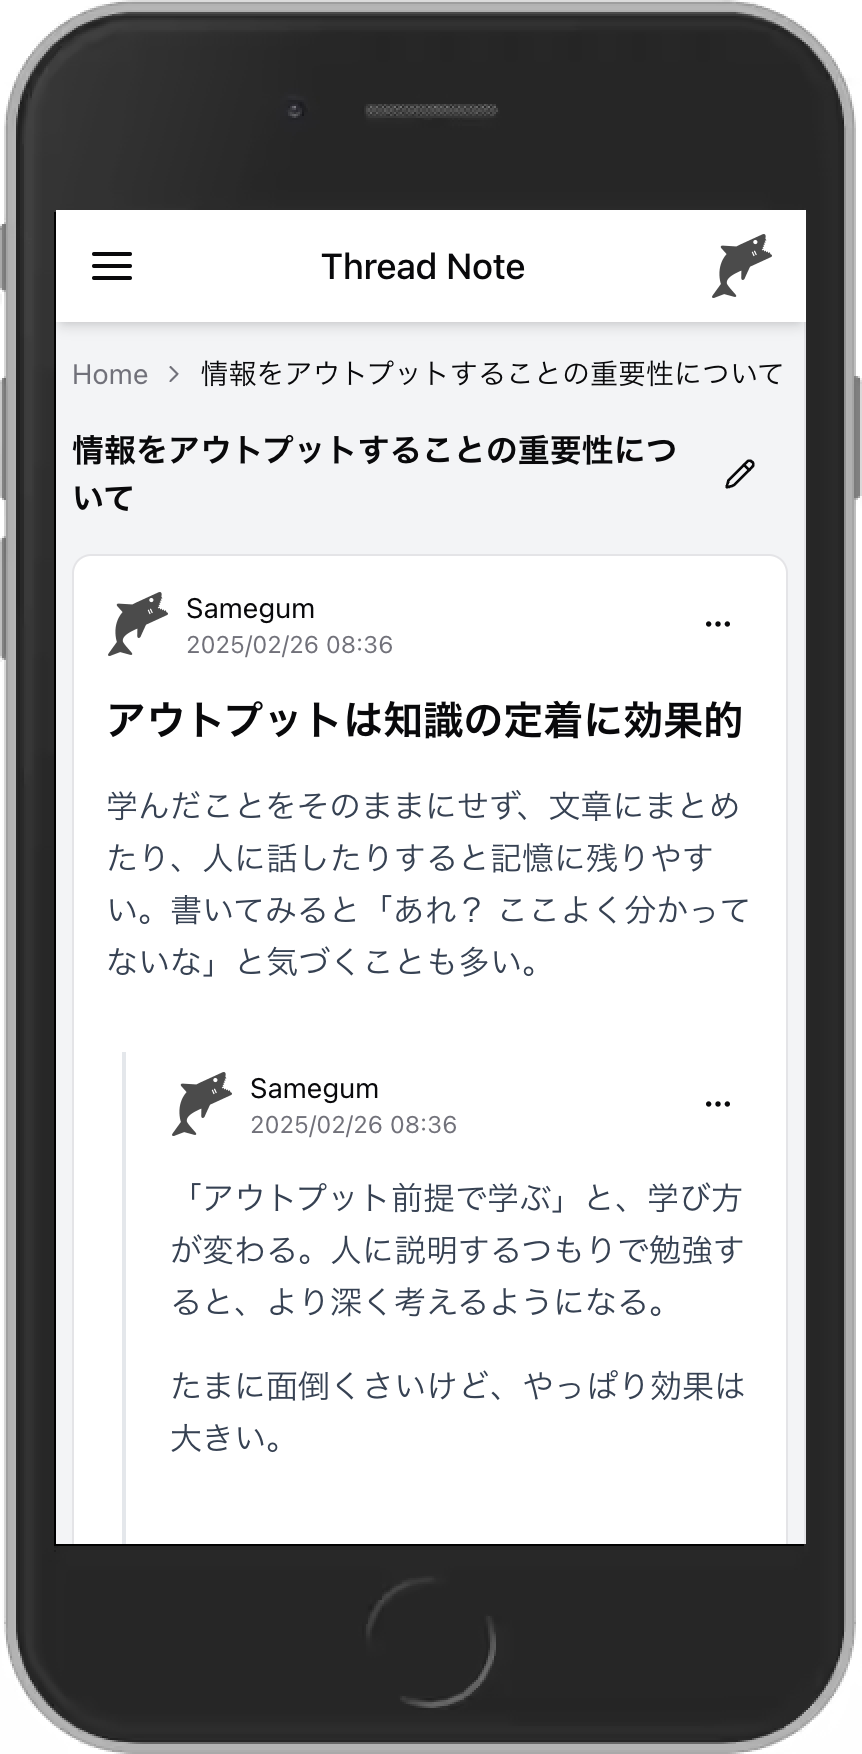 Thread Note
Home > 情報をアウトプットすることの重要性について
情報をアウトプットすることの重要性につ
いて
Samegum
2025/02/26 08:36
アウトプットは知識の定着に効果的
学んだことをそのままにせず、文章にまとめ
たり、人に話したりすると記憶に残りやす
い。書いてみると「あれ？ ここよく分かって
ないな」と気づくことも多い。
Samegum
2025/02/26 08:36
「アウトプット前提で学ぶ」と、学び方
が変わる。人に説明するつもりで勉強す
ると、より深く考えるようになる。
たまに面倒くさいけど、やっぱり効果は
大きい。